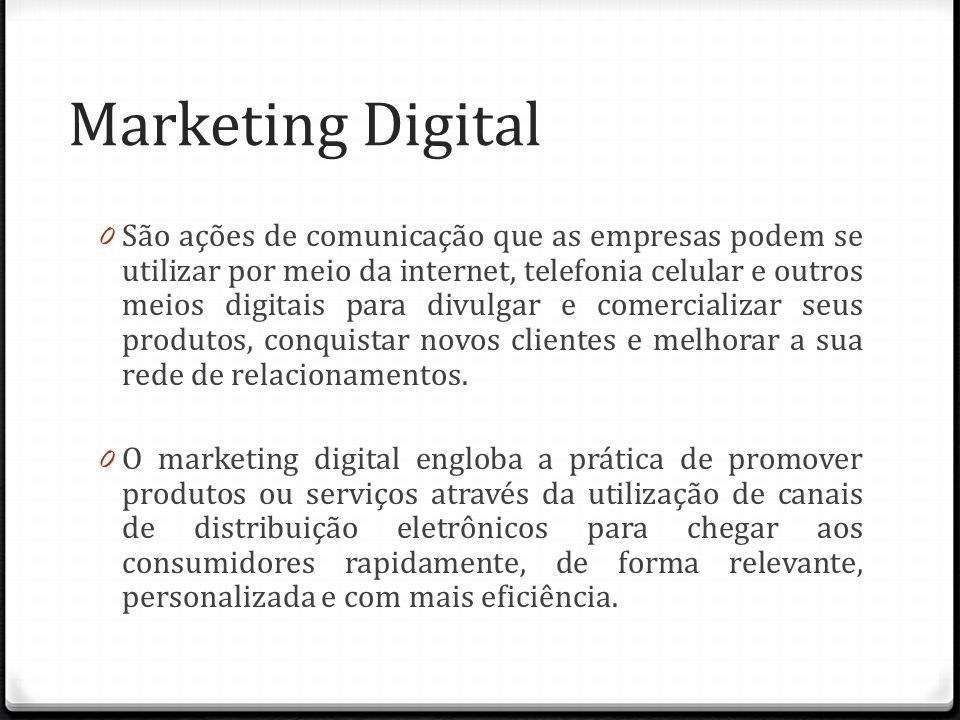 Marketing Digital
0 São ações de comunicação que as empresas podem se
utilizar por meio da internet, telefonia celular e outros
meios digitais para divulgar e comercializar seus
produtos, conquistar novos clientes e melhorar a sua
rede de relacionamentos.
0 O marketing digital engloba a prática de promover
produtos ou serviços através da utilização de canais
de distribuição eletrônicos para chegar aos
consumidores rapidamente, de forma relevante,
personalizada e com mais eficiência.